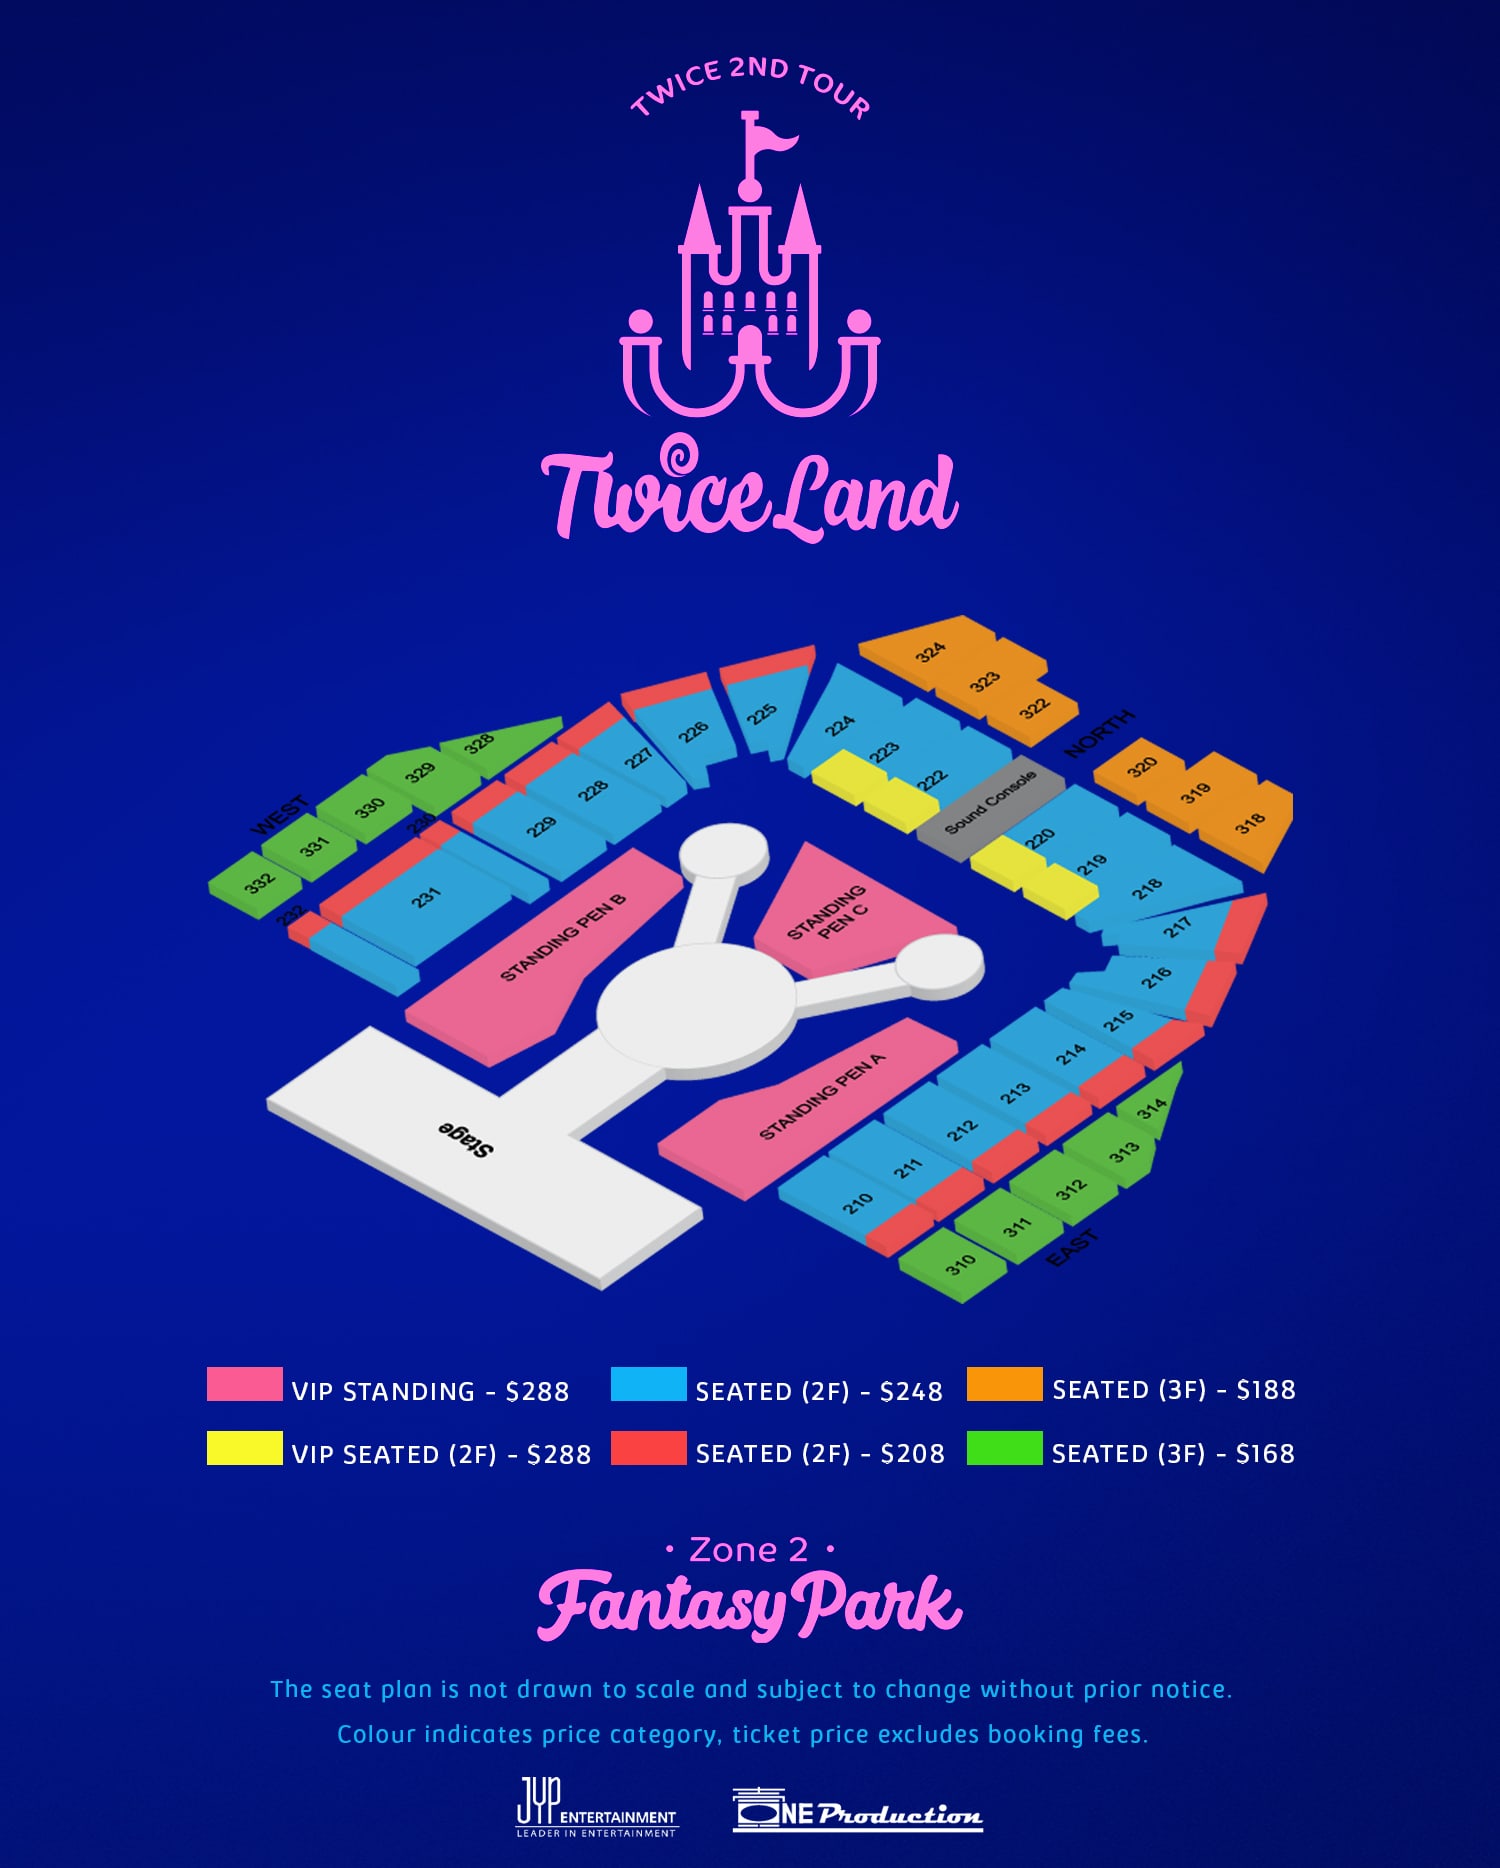 TWICE 2ND TOUR
Twice Land
324
323
322
NORTH
320
319
318
225
226
227
228
229
230
231
232
224
223
222
Sound Console
220
219
218
217
216
215
214
213
212
211
210
328
329
330
331
332
WEST
STANDING PEN B
STANDING
PEN C
STANDING PEN A
Stage
314
313
312
311
310
EAST
VIP STANDING - $288
SEATED (2F) - $248
SEATED (3F) - $188
VIP SEATED (2F) - $288
SEATED (2F) - $208
SEATED (3F) - $168
• Zone 2 •
Fantasy Park
The seat plan is not drawn to scale and subject to change without prior notice.
Colour indicates price category, ticket price excludes booking fees.
JYP ENTERTAINMENT
LEADER IN ENTERTAINMENT
ONE Production